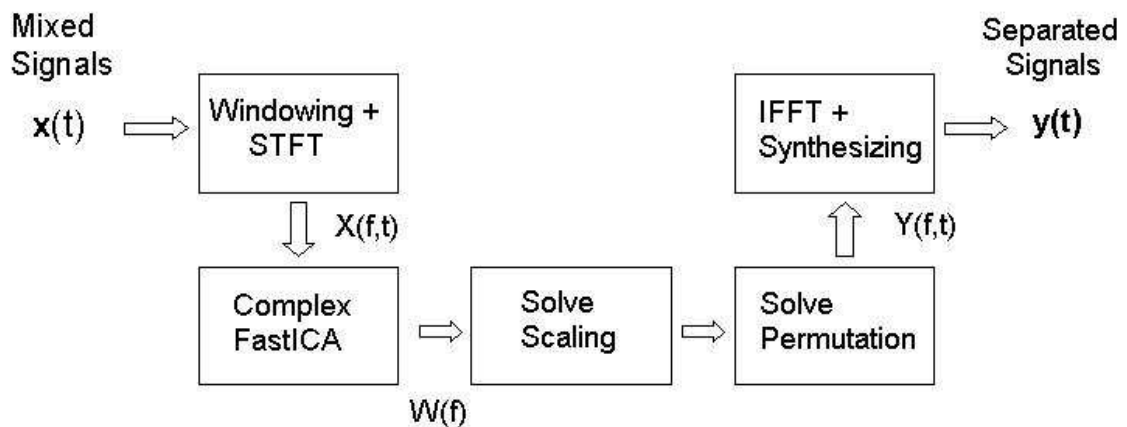 Mixed
Signals
x(t)
Windowing +
STFT
X(f,t)
Complex
FastICA
W(f)
Solve
Scaling
Solve
Permutation
Y(f,t)
IFFT +
Synthesizing
Separated
Signals
y(t)